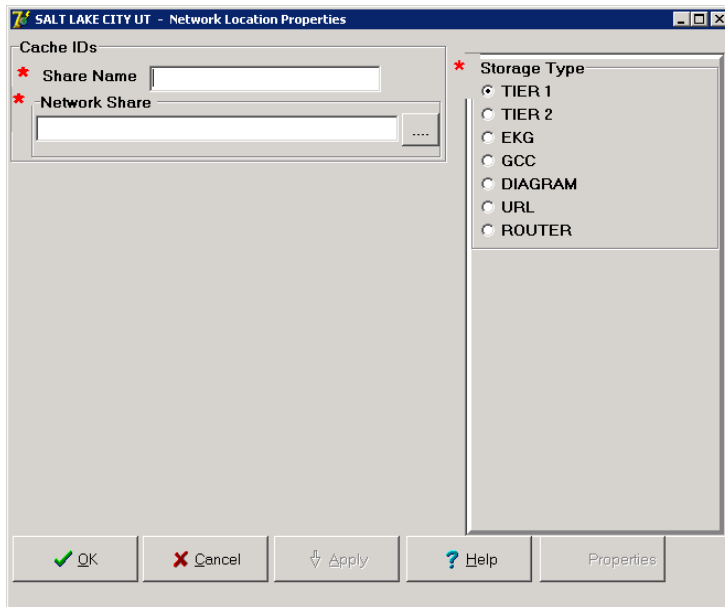 SALT LAKE CITY UT - Network Location Properties
Cache IDs
* Share Name
* Network Share
....
* Storage Type
TIER 1
TIER 2
EKG
GCC
DIAGRAM
URL
ROUTER
OK
Cancel
Apply
? Help
Properties